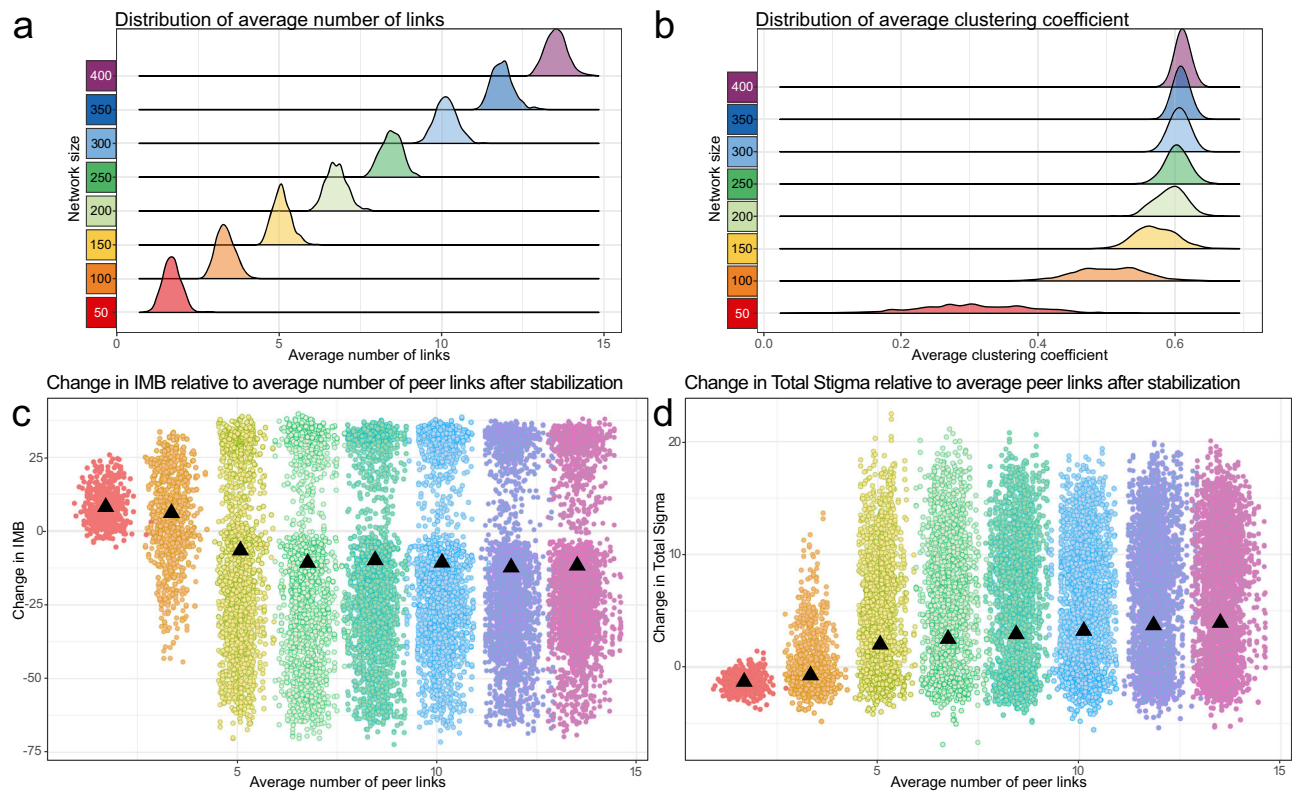 a
Distribution of average number of links
Network size
400
350
300
250
200
150
100
50
0
5
10
15
Average number of links
b
Distribution of average clustering coefficient
Network size
400
350
300
250
200
150
100
50
0.0
0.2
0.4
0.6
Average clustering coefficient
Change in IMB relative to average number of peer links after stabilization
c
Change in IMB
25
0
-25
-50
-75
5
10
15
Average number of peer links
Change in Total Stigma relative to average peer links after stabilization
d
Change in Total Sigma
20
10
0
5
10
15
Average number of peer links